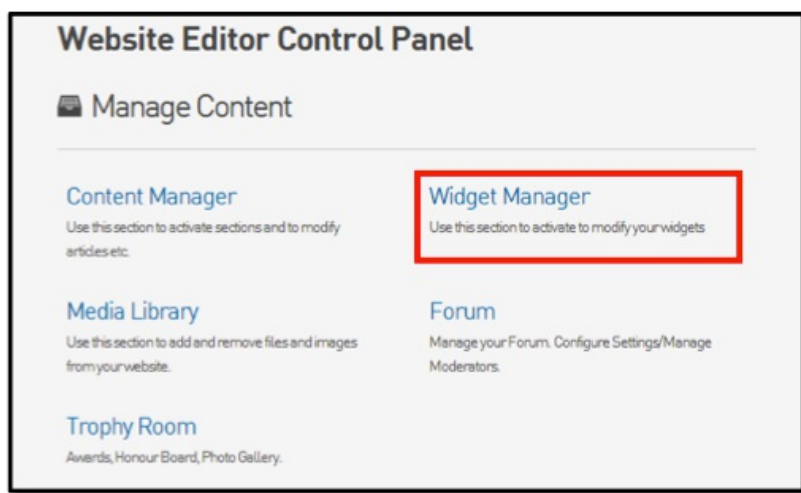 Website Editor Control Panel
Manage Content
Content Manager
Use this section to activate sections and to modify
articles etc.
Widget Manager
Use this section to activate to modify your widgets
Media Library
Use this section to add and remove files and images
from your website.
Forum
Manage your Forum. Configure Settings/Manage
Moderators.
Trophy Room
Awards, Honour Board, Photo Gallery.